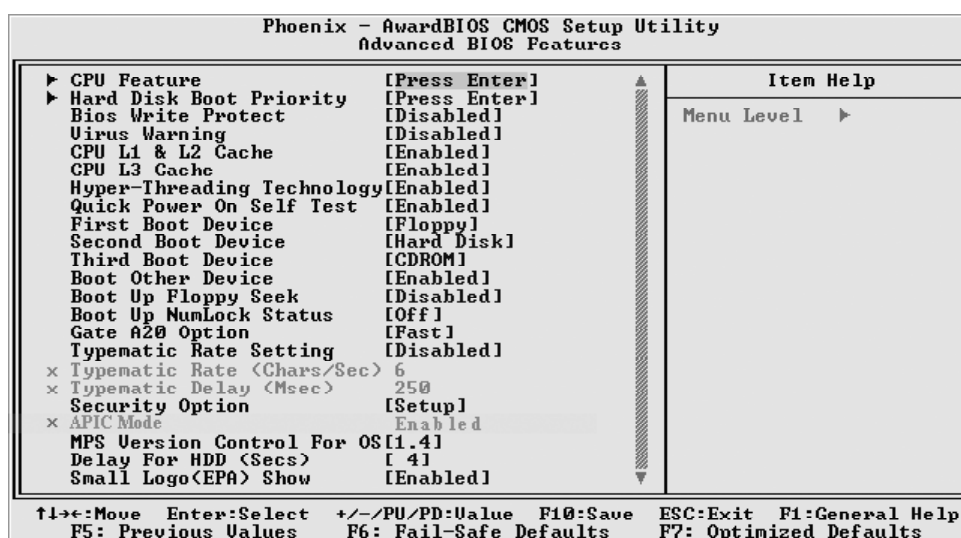 Phoenix - AwardBIOS CMOS Setup Utility
Advanced BIOS Features
CPU Feature [Press Enter]
Hard Disk Boot Priority [Press Enter]
Bios Write Protect [Disabled]
Virus Warning [Disabled]
CPU L1 & L2 Cache [Enabled]
CPU L3 Cache [Enabled]
Hyper-Threading Technology[Enabled]
Quick Power On Self Test [Enabled]
First Boot Device [Floppy]
Second Boot Device [Hard Disk]
Third Boot Device [CDROM]
Boot Other Device [Enabled]
Boot Up Floppy Seek [Disabled]
Boot Up NumLock Status [Off]
Gate A20 Option [Fast]
Typematic Rate Setting [Disabled]
x Typematic Rate (Chars/Sec) 6
x Typematic Delay (Msec) 250
Security Option [Setup]
x APIC Mode Enabled
MPS Version Control For OS[1.4]
Delay For HDD (Secs) [ 4]
Small Logo(EPA) Show [Enabled]
Item Help
Menu Level
↑↓→←:Move Enter:Select +/-/PU/PD:Value F10:Save ESC:Exit F1:General Help
F5: Previous Values F6: Fail-Safe Defaults F7: Optimized Defaults